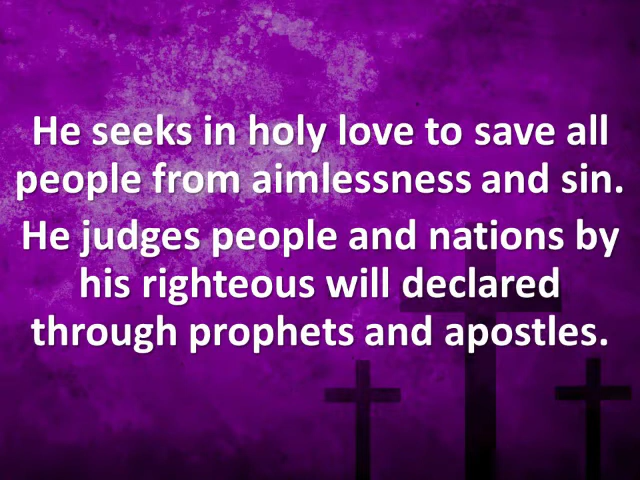 He seeks in holy love to save all
people from aimlessness and sin.
He judges people and nations by
his righteous will declared
through prophets and apostles.